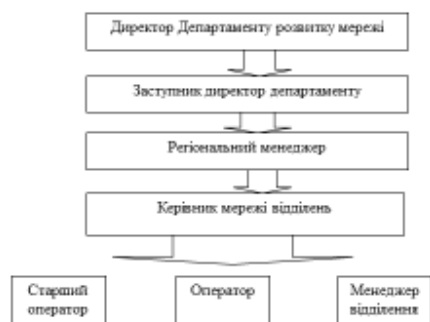 Директор Департаменту розвитку мережі
Заступник директор департаменту
Регіональний менеджер
Керівник мережі відділень
Старший
оператор
Оператор
Менеджер
відділення